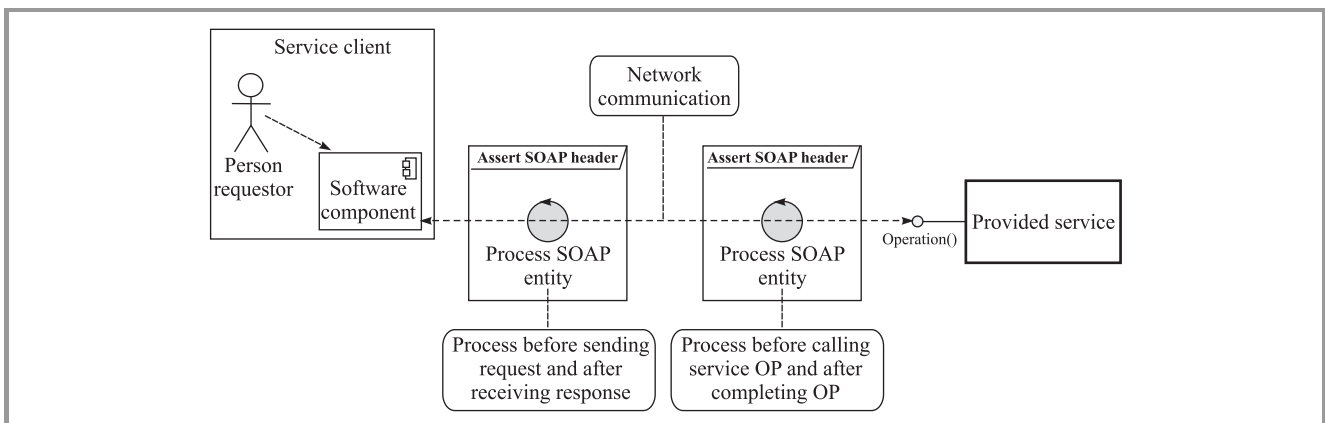 Service client
Person
requestor
Software
component
Network
communication
Assert SOAP header
Process SOAP
entity
Process before sending
request and after
receiving response
Assert SOAP header
Process SOAP
entity
Process before calling
service OP and after
completing OP
Operation()
Provided service